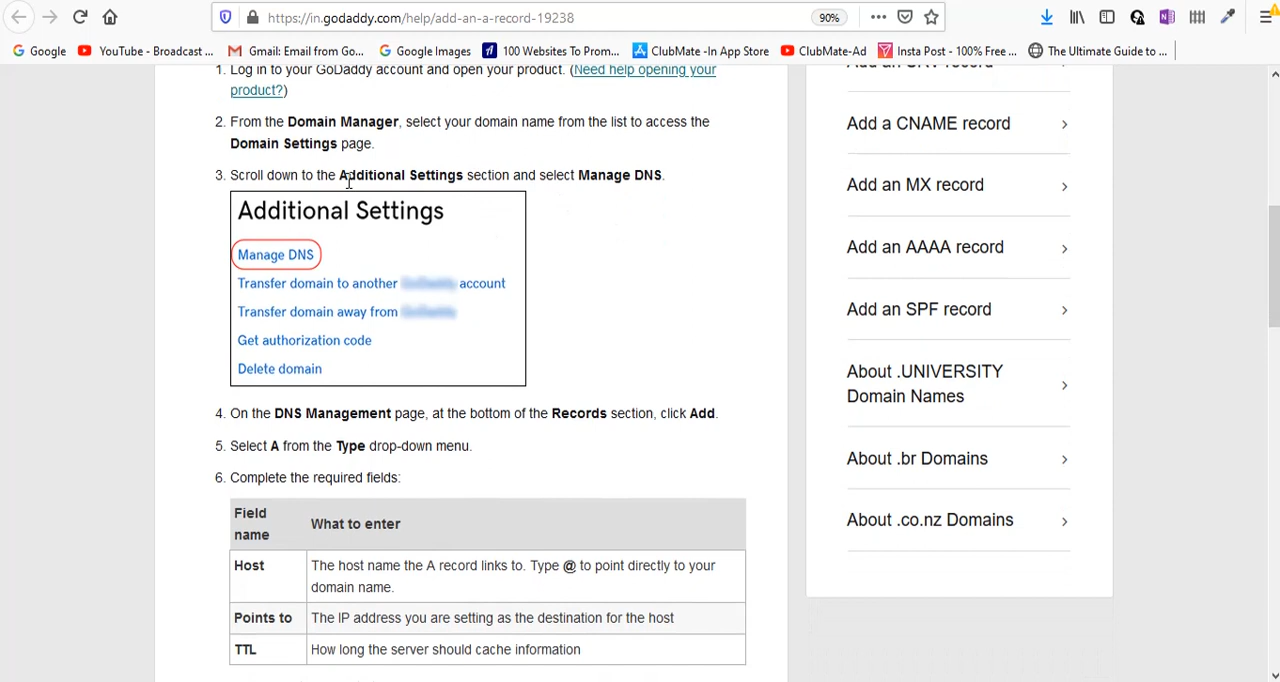 https://in.godaddy.com/help/add-an-a-record-19238
90%
Google
YouTube - Broadcast ...
Gmail: Email from Go...
Google Images
100 Websites To Prom...
ClubMate -In App Store
ClubMate-Ad
Insta Post - 100% Free ...
The Ultimate Guide to ...
1. Log in to your GoDaddy account and open your product. (Need help opening your
product?)
2. From the Domain Manager, select your domain name from the list to access the
Domain Settings page.
3. Scroll down to the Additional Settings section and select Manage DNS.
Additional Settings
Manage DNS
Transfer domain to another GoDaddy account
Transfer domain away from GoDaddy
Get authorization code
Delete domain
4. On the DNS Management page, at the bottom of the Records section, click Add.
5. Select A from the Type drop-down menu.
6. Complete the required fields:
Field name What to enter
Host The host name the A record links to. Type @ to point directly to your
domain name.
Points to The IP address you are setting as the destination for the host
TTL How long the server should cache information
Add an SRV record
Add a CNAME record
Add an MX record
Add an AAAA record
Add an SPF record
About .UNIVERSITY
Domain Names
About .br Domains
About .co.nz Domains